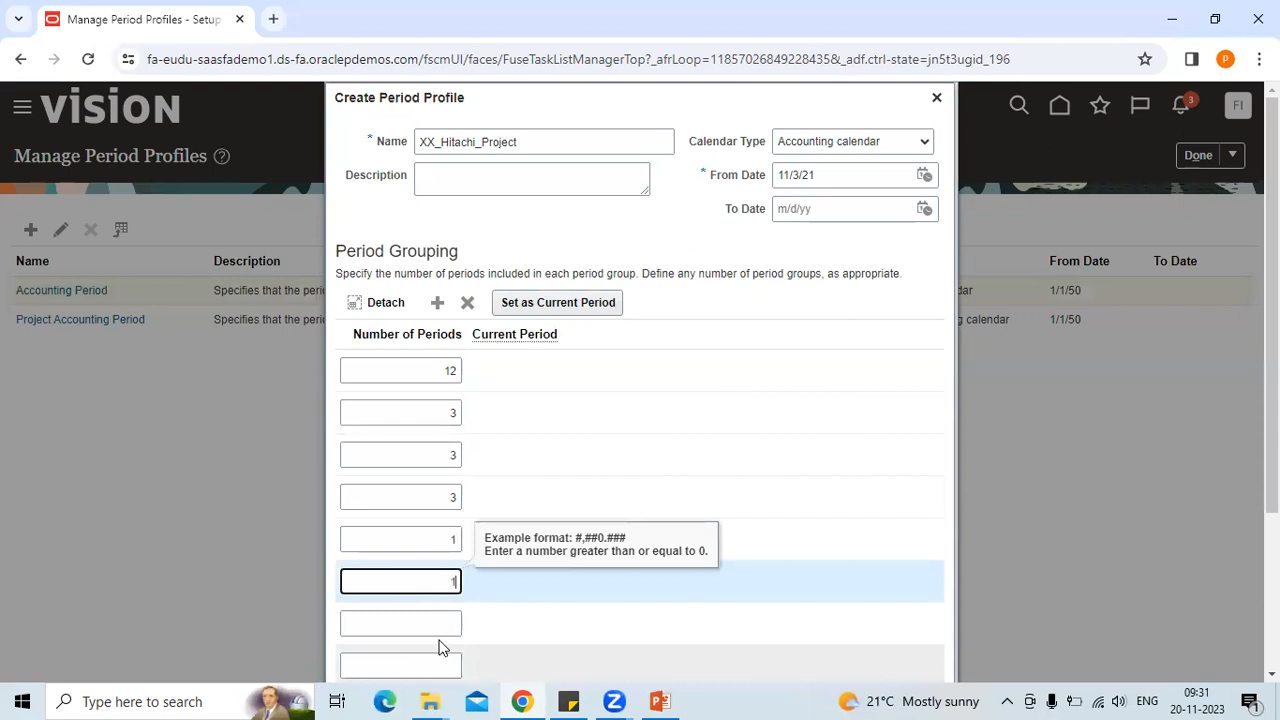 Manage Period Profiles - Setup
fa-eudu-saasfademo1.ds-fa.oraclepdemos.com/fscmUI/faces/FuseTaskListManagerTop?_afrLoop=11857026849228435&_adf.ctrl-state=jn5t3ugid_196
P
VISION
3
FI
Manage Period Profiles
Done
Name Description From Date To Date
Accounting Period Specifies that the peri dar 1/1/50
Project Accounting Period Specifies that the peri g calendar 1/1/50
Create Period Profile
* Name XX_Hitachi_Project Calendar Type Accounting calendar
Description * From Date 11/3/21
To Date m/d/yy
Period Grouping
Specify the number of periods included in each period group. Define any number of period groups, as appropriate.
Detach Set as Current Period
Number of Periods Current Period
12
3
3
3
1
Example format: #,##0.###
Enter a number greater than or equal to 0.
1
Type here to search
21°C Mostly sunny
ENG
09:31
20-11-2023
1